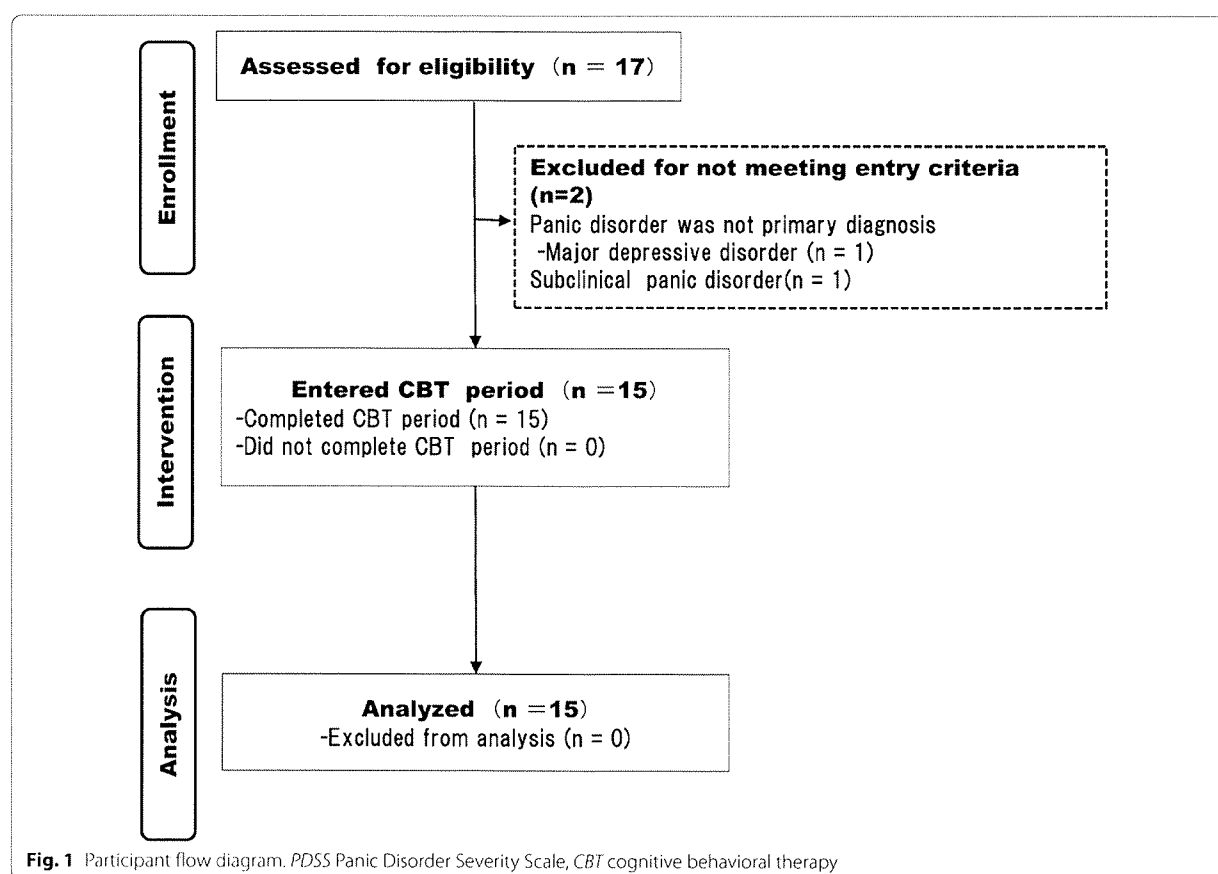 Enrollment
Assessed for eligibility (n = 17)
Excluded for not meeting entry criteria
(n=2)
Panic disorder was not primary diagnosis
-Major depressive disorder (n = 1)
Subclinical panic disorder(n = 1)
Intervention
Entered CBT period (n =15)
-Completed CBT period (n = 15)
-Did not complete CBT period (n = 0)
Analysis
Analyzed (n =15)
-Excluded from analysis (n = 0)
Fig. 1 Participant flow diagram. PDSS Panic Disorder Severity Scale, CBT cognitive behavioral therapy